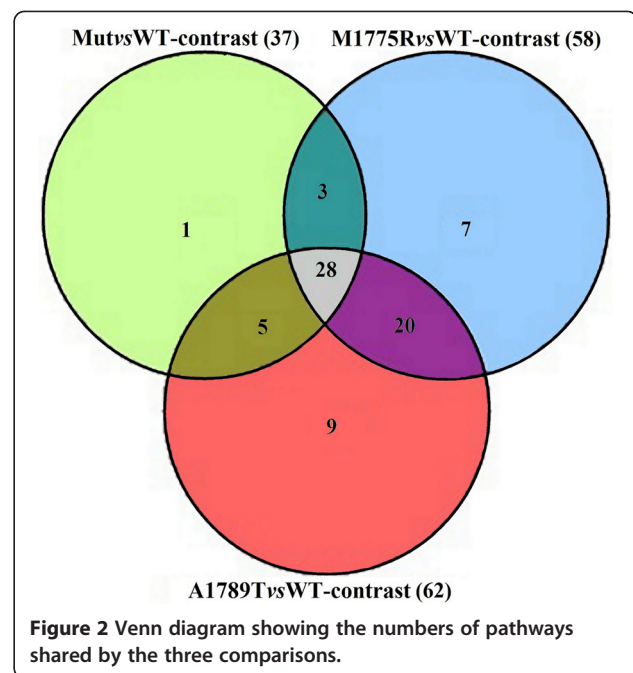 MutvsWT-contrast (37) M1775RvsWT-contrast (58)
3
1
7
28
5
20
9
A1789TvsWT-contrast (62)
Figure 2 Venn diagram showing the numbers of pathways
shared by the three comparisons.